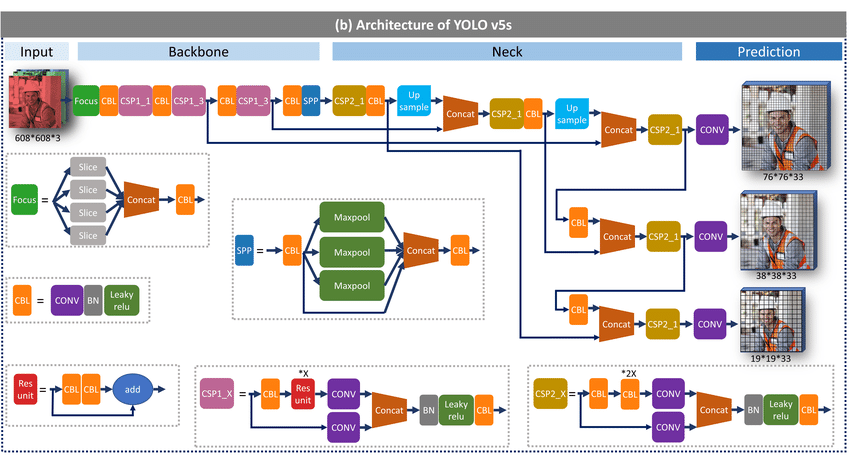 (b) Architecture of YOLO v5s
Input
Backbone
Neck
Prediction
Focus
CBL
CSP1_1
CBL
CSP1_3
CBL
CSP1_3
CBL
SPP
CSP2_1
CBL
Up
sample
Concat
CSP2_1
CBL
Up
sample
Concat
CSP2_1
CONV
608*608*3
76*76*33
Focus
=
Slice
Slice
Slice
Slice
Concat
CBL
SPP
=
CBL
Maxpool
Maxpool
Maxpool
Concat
CBL
CBL
Concat
CSP2_1
CONV
38*38*33
CBL
=
CONV
BN
Leaky
relu
CBL
Concat
CSP2_1
CONV
19*19*33
Res
unit
=
CBL
CBL
add
CSP1_X
=
CBL
*X
Res
unit
CONV
CONV
Concat
BN
Leaky
relu
CBL
CSP2_X
=
CBL
*2X
CBL
CONV
CONV
Concat
BN
Leaky
relu
CBL